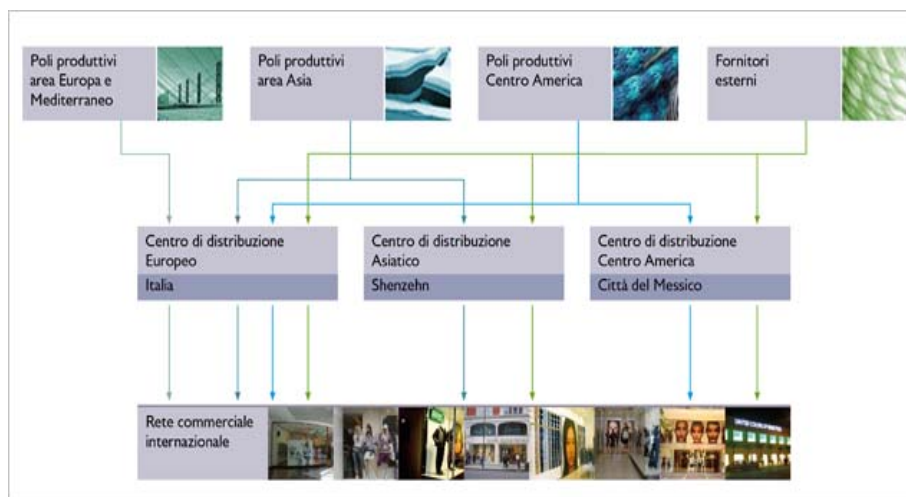 Poli produttivi
area Europa e
Mediterraneo
Poli produttivi
area Asia
Poli produttivi
Centro America
Fornitori
esterni
Centro di distribuzione
Europeo
Italia
Centro di distribuzione
Asiatico
Shenzehn
Centro di distribuzione
Centro America
Città del Messico
Rete commerciale
internazionale